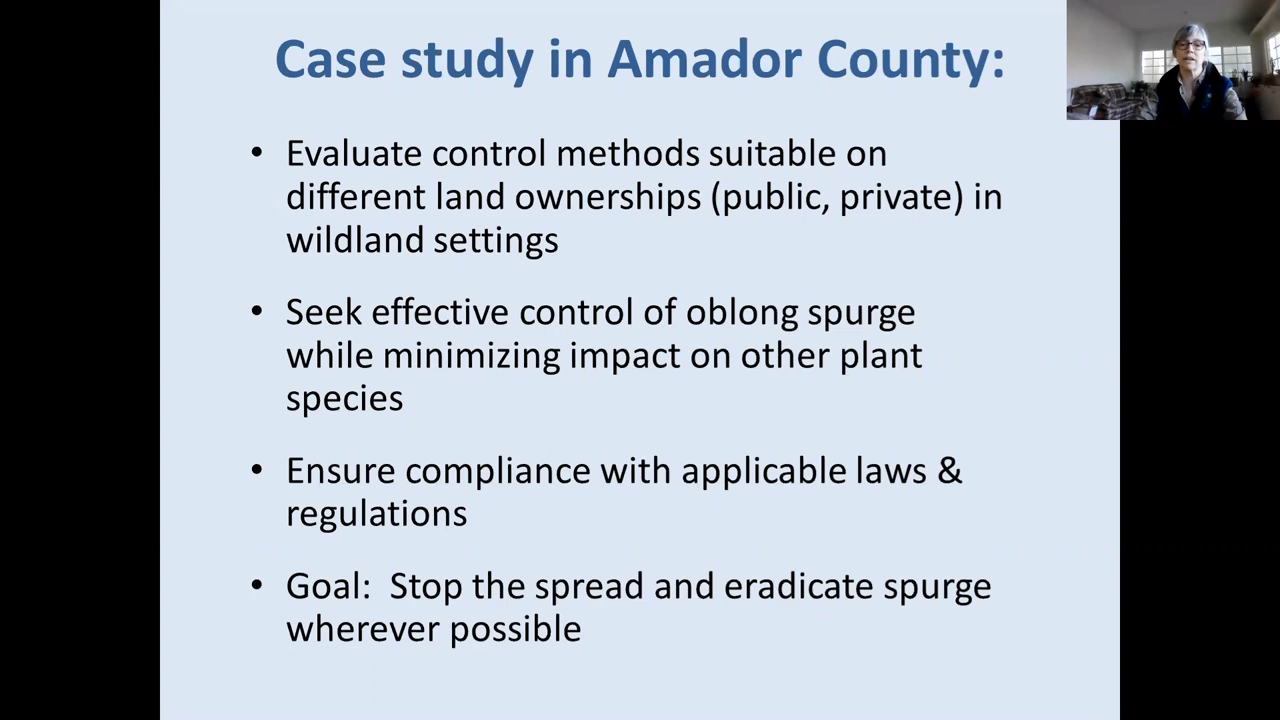 Case study in Amador County:
• Evaluate control methods suitable on
different land ownerships (public, private) in
wildland settings
• Seek effective control of oblong spurge
while minimizing impact on other plant
species
• Ensure compliance with applicable laws &
regulations
• Goal:  Stop the spread and eradicate spurge
wherever possible